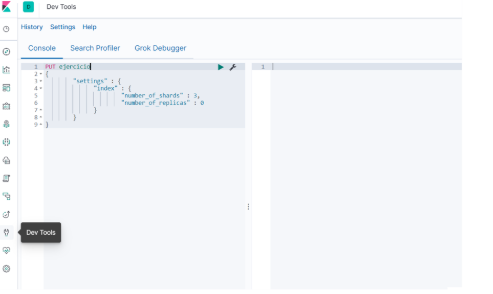 D Dev Tools
History Settings Help
Console Search Profiler Grok Debugger
1 PUT ejercicio
2 {
3 "settings" : {
4 "index" : {
5 "number_of_shards" : 3,
6 "number_of_replicas" : 0
7 }
8 }
9 }
1
Dev Tools